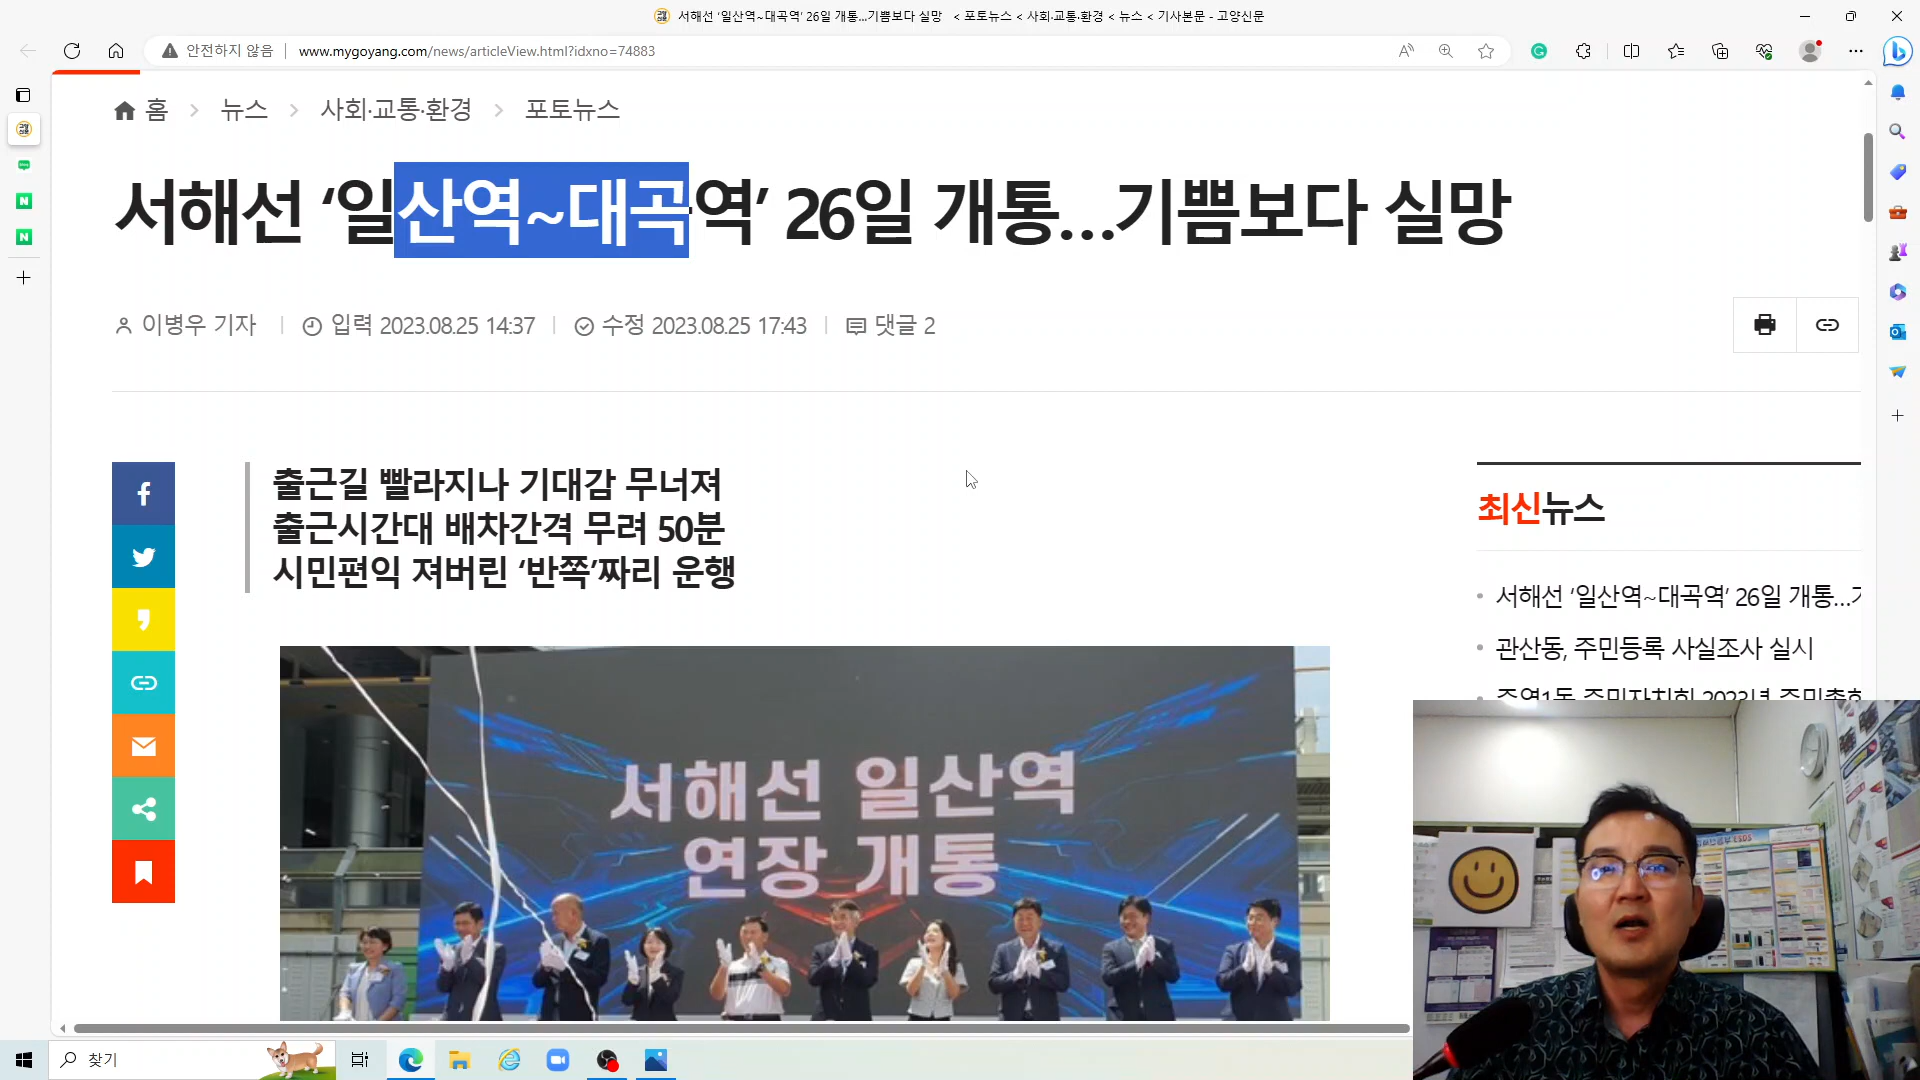 서해선 ‘일산역~대곡역’ 26일 개통...기쁨보다 실망 < 포토뉴스 < 사회·교통·환경 < 뉴스 < 기사본문 - 고양신문
안전하지 않음 www.mygoyang.com/news/articleView.html?idxno=74883
홈 뉴스 사회·교통·환경 포토뉴스
서해선 ‘일산역~대곡역’ 26일 개통...기쁨보다 실망
이병우 기자 입력 2023.08.25 14:37 수정 2023.08.25 17:43 댓글 2
출근길 빨라지나 기대감 무너져
출근시간대 배차간격 무려 50분
시민편익 져버린 ‘반쪽’짜리 운행
최신뉴스
서해선 ‘일산역~대곡역’ 26일 개통...
관산동, 주민등록 사실조사 실시
서해선 일산역
연장 개통
찾기